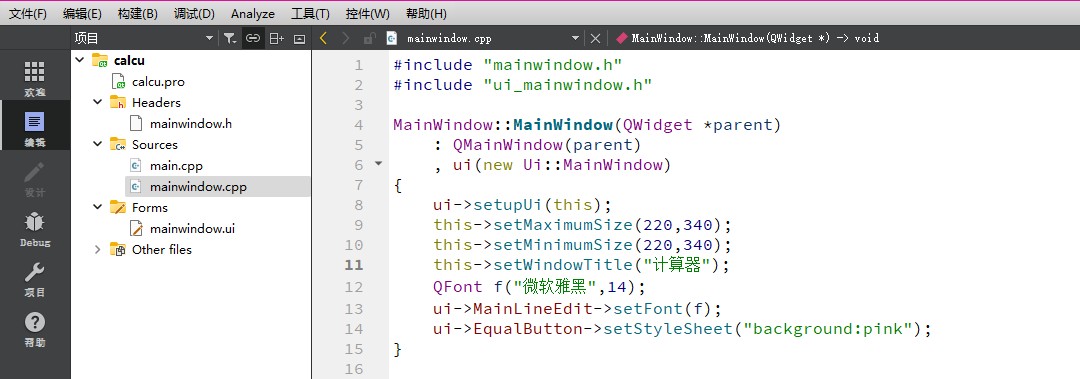 文件(F) 编辑(E) 构建(B) 调试(D) Analyze 工具(T) 控件(W) 帮助(H)
项目
mainwindow.cpp
MainWindow::MainWindow(QWidget *) -> void
欢迎
编辑
设计
Debug
项目
帮助
calcu
calcu.pro
Headers
mainwindow.h
Sources
main.cpp
mainwindow.cpp
Forms
mainwindow.ui
Other files
1 #include "mainwindow.h"
2 #include "ui_mainwindow.h"
3
4 MainWindow::MainWindow(QWidget *parent)
5     : QMainWindow(parent)
6     , ui(new Ui::MainWindow)
7 {
8     ui->setupUi(this);
9     this->setMaximumSize(220,340);
10     this->setMinimumSize(220,340);
11     this->setWindowTitle("计算器");
12     QFont f("微软雅黑",14);
13     ui->MainLineEdit->setFont(f);
14     ui->EqualButton->setStyleSheet("background:pink");
15 }
16